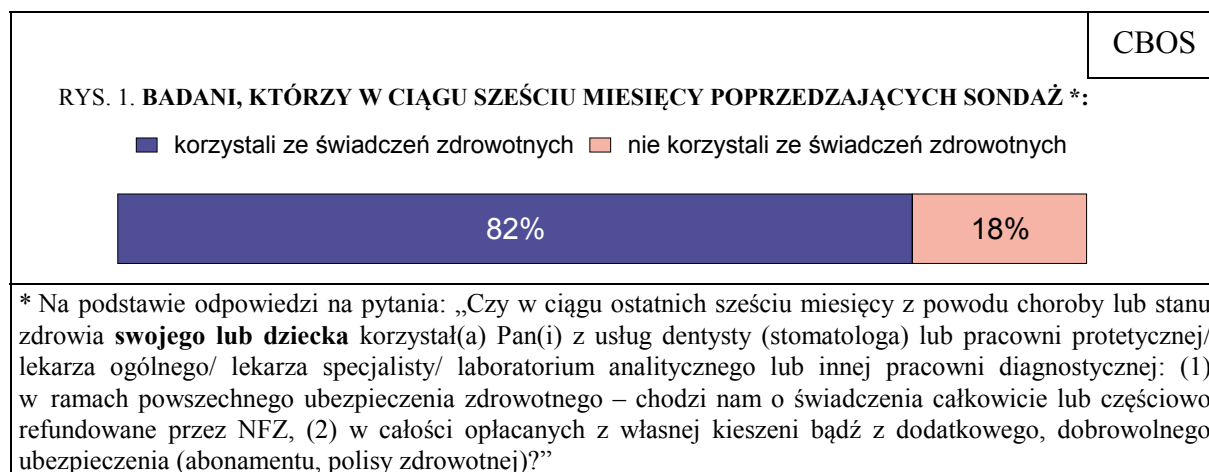 CBOS
RYS. 1. BADANI, KTÓRZY W CIĄGU SZEŚCIU MIESIĘCY POPRZEDZAJĄCYCH SONDAŻ *:
korzystali ze świadczeń zdrowotnych nie korzystali ze świadczeń zdrowotnych
82% 18%
* Na podstawie odpowiedzi na pytania: „Czy w ciągu ostatnich sześciu miesięcy z powodu choroby lub stanu
zdrowia swojego lub dziecka korzystał(a) Pan(i) z usług dentysty (stomatologa) lub pracowni protetycznej/
lekarza ogólnego/ lekarza specjalisty/ laboratorium analitycznego lub innej pracowni diagnostycznej: (1)
w ramach powszechnego ubezpieczenia zdrowotnego – chodzi nam o świadczenia całkowicie lub częściowo
refundowane przez NFZ, (2) w całości opłacanych z własnej kieszeni bądź z dodatkowego, dobrowolnego
ubezpieczenia (abonamentu, polisy zdrowotnej)?”